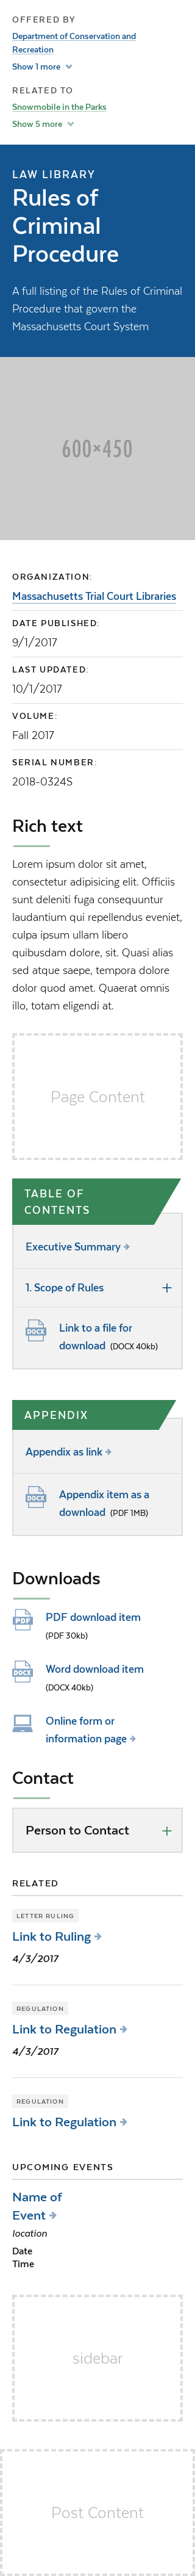 OFFERED BY
Department of Conservation and
Recreation
Show 1 more
RELATED TO
Snowmobile in the Parks
Show 5 more
LAW LIBRARY
Rules of
Criminal
Procedure
A full listing of the Rules of Criminal
Procedure that govern the
Massachusetts Court System
600×450
ORGANIZATION:
Massachusetts Trial Court Libraries
DATE PUBLISHED:
9/1/2017
LAST UPDATED:
10/1/2017
VOLUME:
Fall 2017
SERIAL NUMBER:
2018-0324S
Rich text
Lorem ipsum dolor sit amet,
consectetur adipisicing elit. Officiis
sunt deleniti fuga consequuntur
laudantium qui repellendus eveniet,
culpa ipsum ullam libero
quibusdam dolore, sit. Quasi alias
sed atque saepe, tempora dolore
dolor quod amet. Quaerat omnis
illo, totam eligendi at.
Page Content
TABLE OF
CONTENTS
Executive Summary
1. Scope of Rules
DOCX
Link to a file for
download (DOCX 40kb)
APPENDIX
Appendix as link
DOCX
Appendix item as a
download (PDF 1MB)
Downloads
PDF
PDF download item
(PDF 30kb)
DOCX
Word download item
(DOCX 40kb)
Online form or
information page
Contact
Person to Contact
RELATED
LETTER RULING
Link to Ruling
4/3/2017
REGULATION
Link to Regulation
4/3/2017
REGULATION
Link to Regulation
UPCOMING EVENTS
Name of
Event
location
Date
Time
sidebar
Post Content